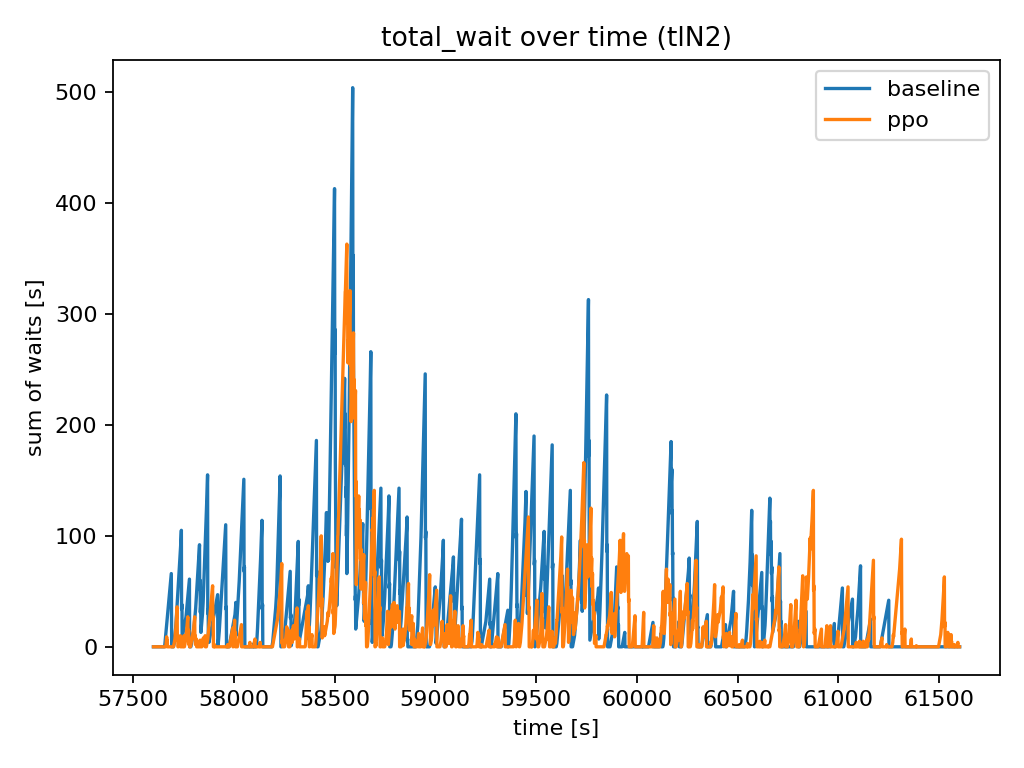 total_wait over time (tlN2)
baseline
ppo
500
400
300
200
100
0
sum of waits [s]
57500 58000 58500 59000 59500 60000 60500 61000 61500
time [s]